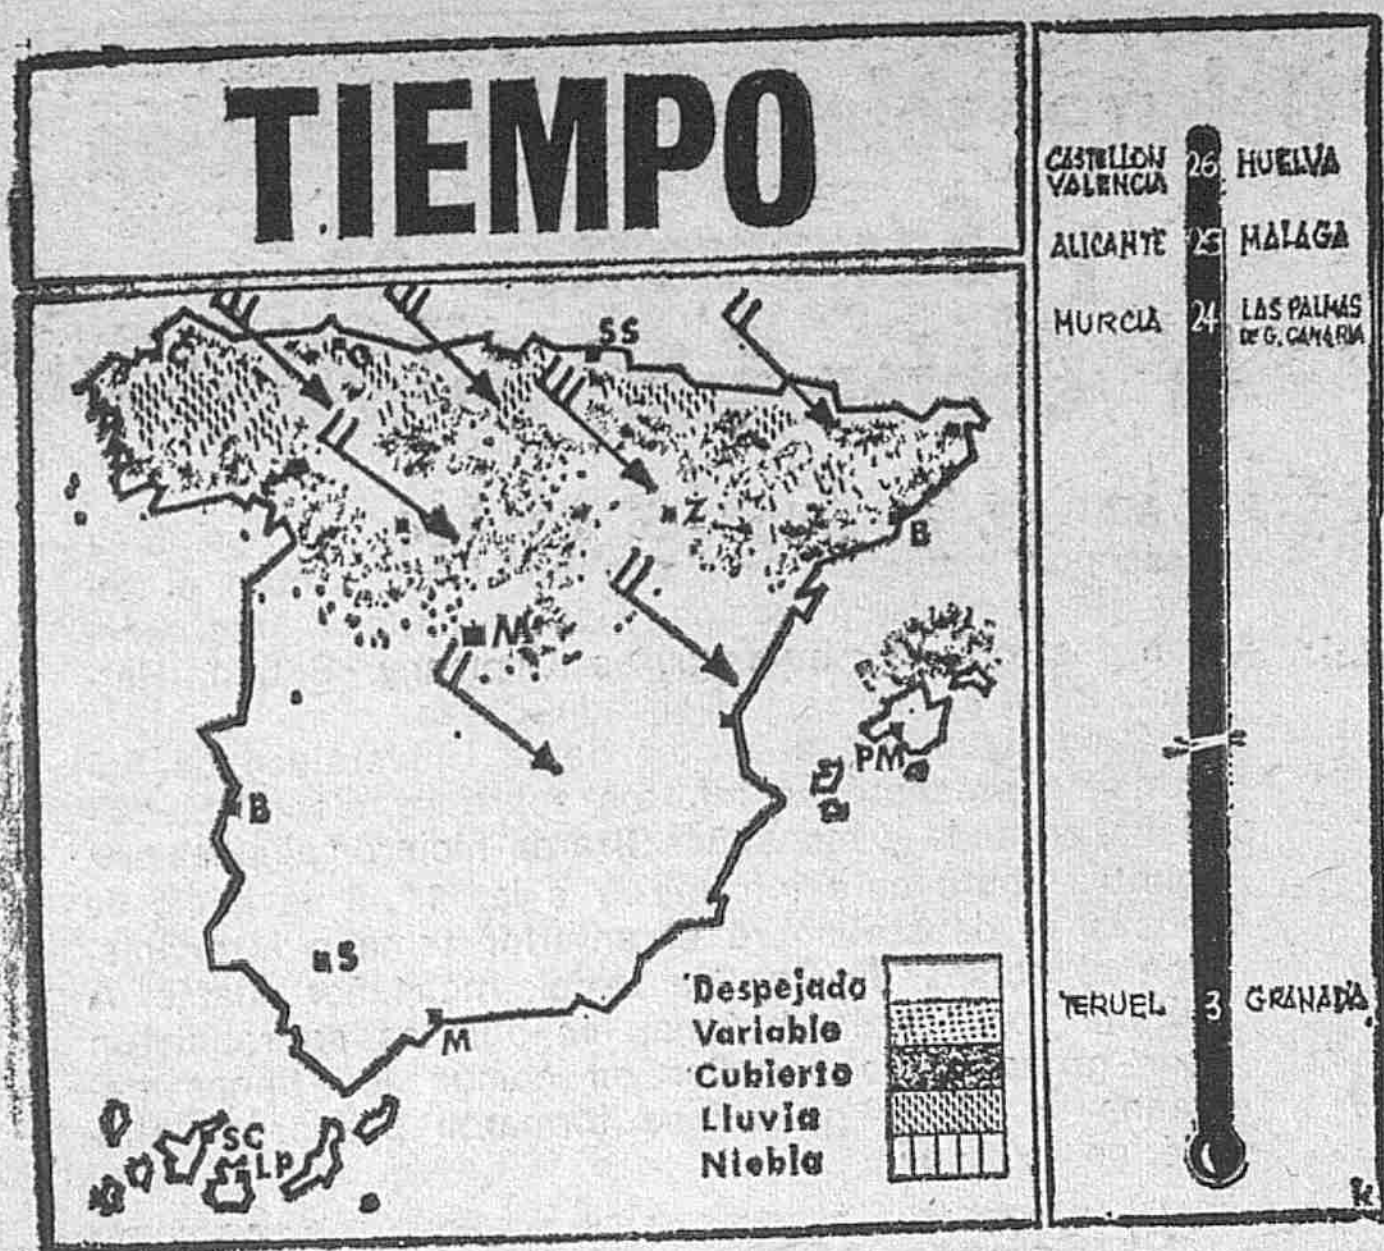 TIEMPO
CASTELLON
VALENCIA
26
HUELVA
ALICANTE
25
MALAGA
MURCIA
24
LAS PALMAS
DE G. CANARIA
TERUEL
3
GRANADA
C
O
SS
Z
B
M
PM
B
S
M
SC
LP
Despejado
Variable
Cubierto
Lluvia
Niebla